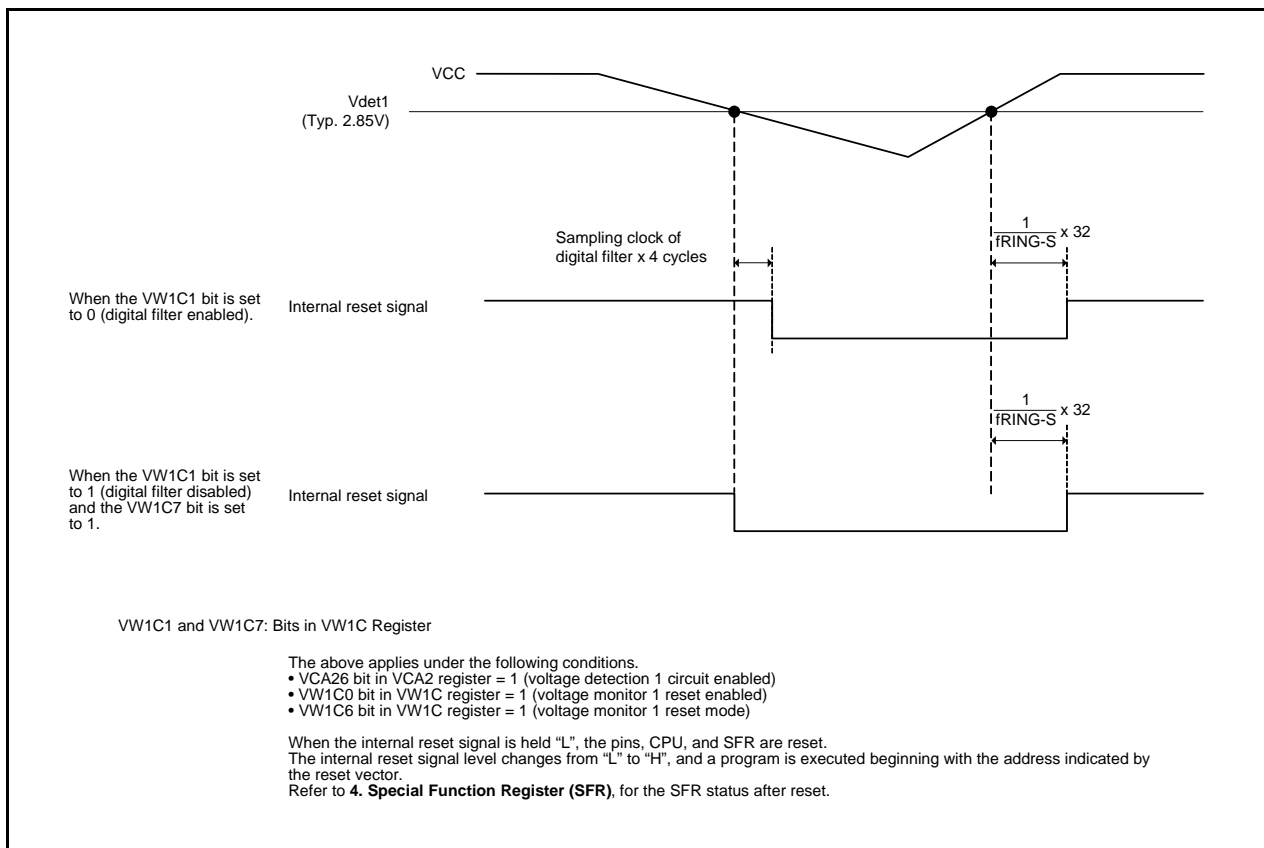 VCC
Vdet1
(Typ. 2.85V)
Sampling clock of
digital filter x 4 cycles
1
fRING-S x 32
When the VW1C1 bit is set
to 0 (digital filter enabled).
Internal reset signal
1
fRING-S x 32
When the VW1C1 bit is set
to 1 (digital filter disabled)
and the VW1C7 bit is set
to 1.
Internal reset signal
VW1C1 and VW1C7: Bits in VW1C Register
The above applies under the following conditions.
• VCA26 bit in VCA2 register = 1 (voltage detection 1 circuit enabled)
• VW1C0 bit in VW1C register = 1 (voltage monitor 1 reset enabled)
• VW1C6 bit in VW1C register = 1 (voltage monitor 1 reset mode)
When the internal reset signal is held “L”, the pins, CPU, and SFR are reset.
The internal reset signal level changes from “L” to “H”, and a program is executed beginning with the address indicated by
the reset vector.
Refer to 4. Special Function Register (SFR), for the SFR status after reset.